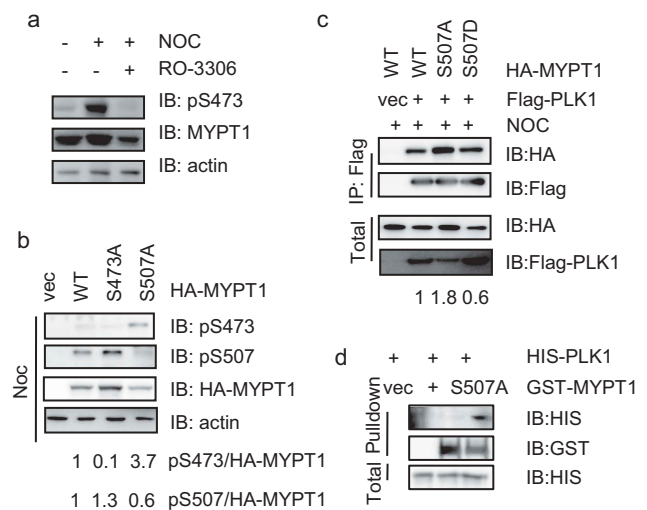 a
- + + NOC
- - + RO-3306
IB: pS473
IB: MYPT1
IB: actin
b
vec WT S473A S507A HA-MYPT1
Noc
IB: pS473
IB: pS507
IB: HA-MYPT1
IB: actin
1 0.1 3.7 pS473/HA-MYPT1
1 1.3 0.6 pS507/HA-MYPT1
c
WT WT S507A S507D HA-MYPT1
vec + + + Flag-PLK1
+ + + + NOC
IP: Flag
IB:HA
IB:Flag
Total
IB:HA
IB:Flag-PLK1
1 1.8 0.6
d
+ + + HIS-PLK1
vec + S507A GST-MYPT1
Pulldown
IB:HIS
IB:GST
Total
IB:HIS